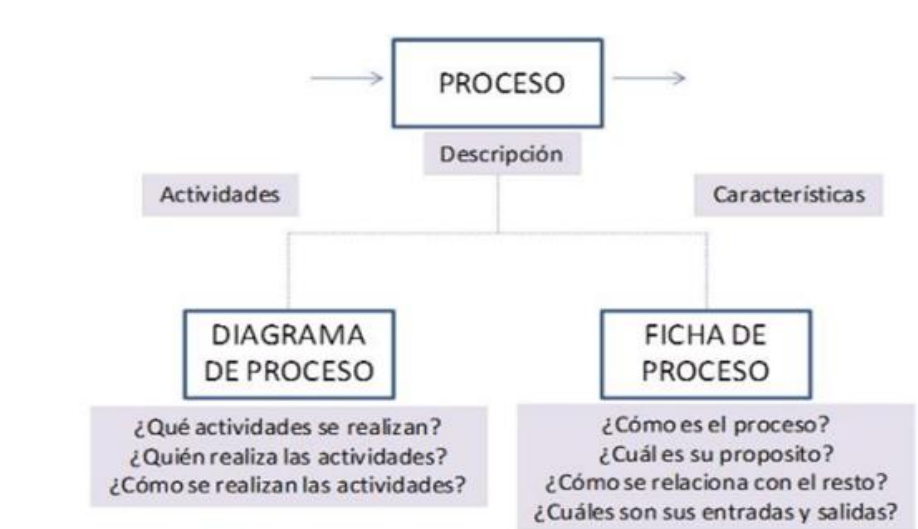 PROCESO
Descripción
Actividades
Característícas
DIAGRAMA
DE PROCESO
¿Qué actividades se realizan?
¿Quién realiza las actividades?
¿Cómo se realizan las actividades?
FICHA DE
PROCESO
¿Cómo es el proceso?
¿Cuál es su proposito?
¿Cómo se relaciona con el resto?
¿Cuáles son sus entradas y salidas?